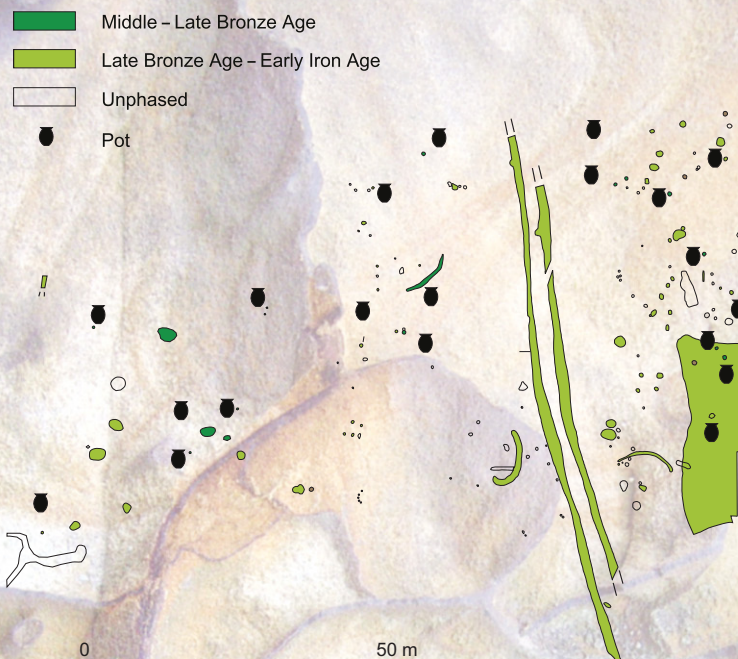 Middle – Late Bronze Age
Late Bronze Age – Early Iron Age
Unphased
Pot
0
50 m